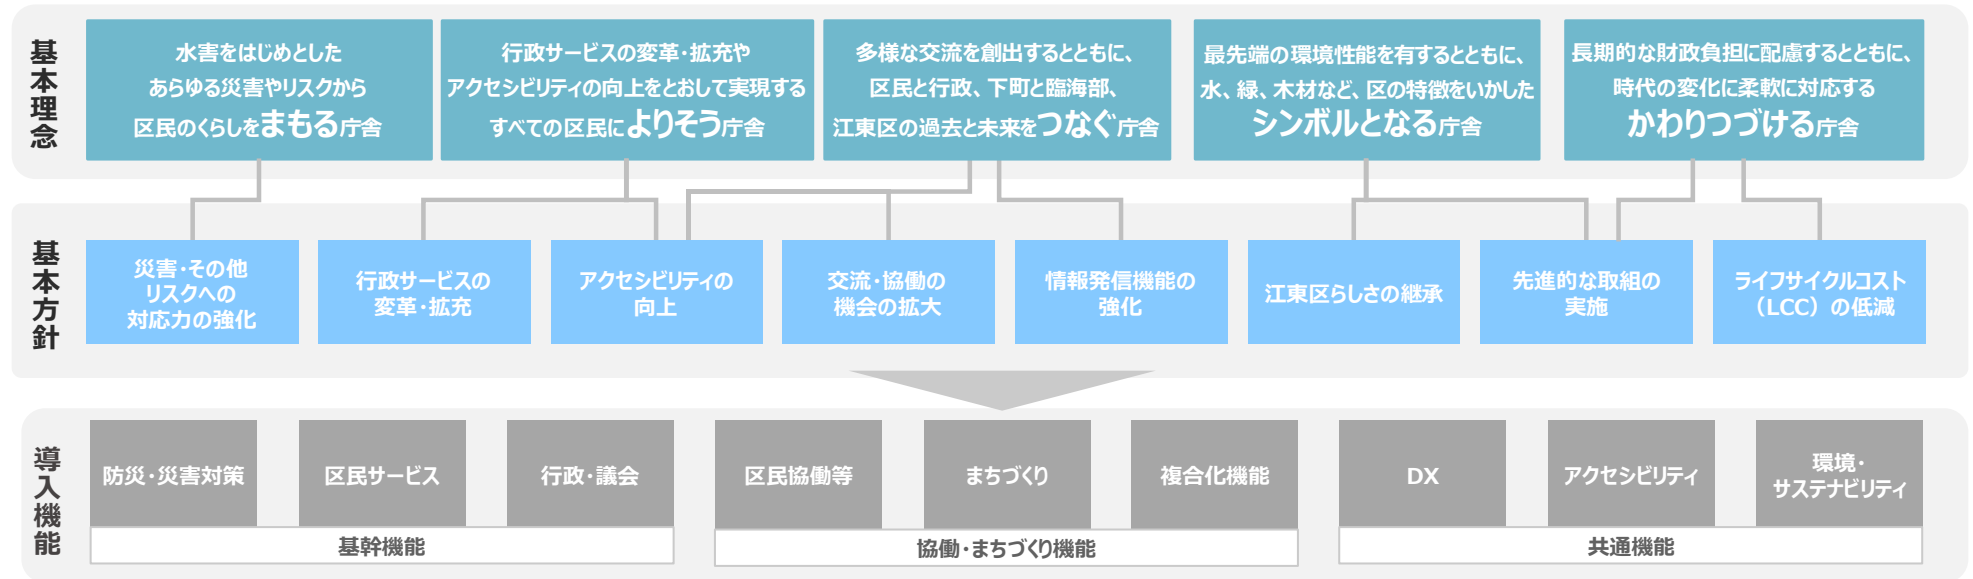 基本理念
水害をはじめとした
あらゆる災害やリスクから
区民のくらしをまもる庁舎
行政サービスの変革・拡充や
アクセシビリティの向上をとおして実現する
すべての区民によりそう庁舎
多様な交流を創出するとともに、
区民と行政、下町と臨海部、
江東区の過去と未来をつなぐ庁舎
最先端の環境性能を有するとともに、
水、緑、木材など、区の特徴をいかした
シンボルとなる庁舎
長期的な財政負担に配慮するとともに、
時代の変化に柔軟に対応する
かわりつづける庁舎
基本方針
災害・その他
リスクへの
対応力の強化
行政サービスの
変革・拡充
アクセシビリティの
向上
交流・協働の
機会の拡大
情報発信機能の
強化
江東区らしさの継承
先進的な取組の
実施
ライフサイクルコスト
（LCC）の低減
導入機能
防災・災害対策
区民サービス
行政・議会
基幹機能
区民協働等
まちづくり
複合化機能
協働・まちづくり機能
DX
アクセシビリティ
環境・
サステナビリティ
共通機能